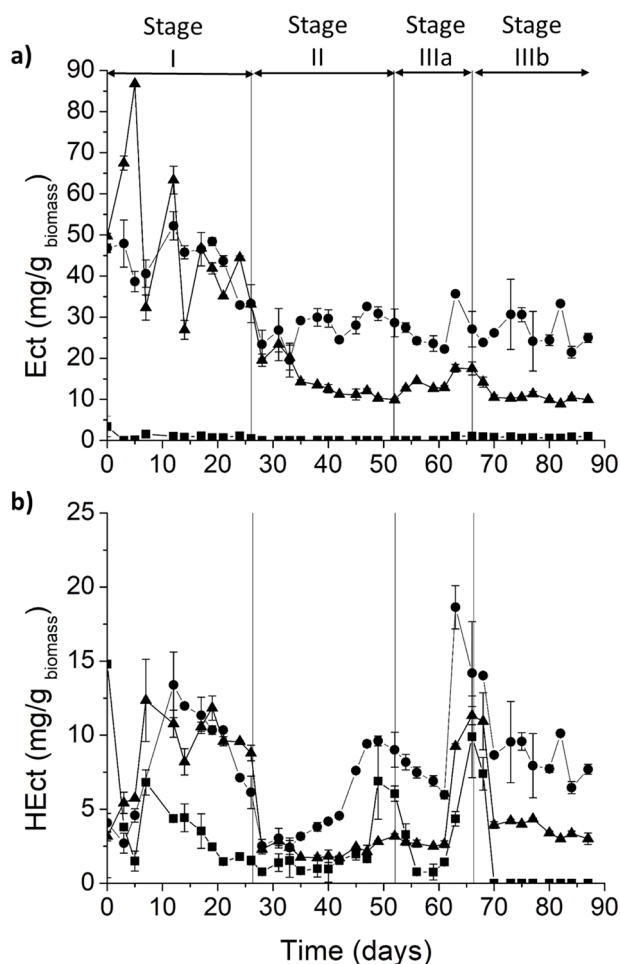 Stage Stage Stage Stage
I II IIIa IIIb
a)
90
80
70
60
50
40
30
20
10
0
Ect (mg/g biomass)
0 10 20 30 40 50 60 70 80 90
b)
25
20
15
10
5
0
HEct (mg/g biomass)
0 10 20 30 40 50 60 70 80 90
Time (days)